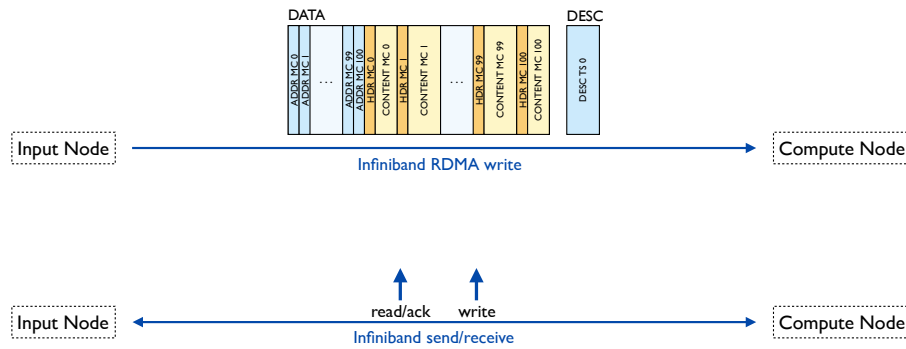 DATA
DESC
ADDR MC 0
ADDR MC 1
...
ADDR MC 99
ADDR MC 100
HDR MC 0
CONTENT MC 0
HDR MC 1
CONTENT MC 1
...
HDR MC 99
CONTENT MC 99
HDR MC 100
CONTENT MC 100
DESC TS 0
Input Node
Infiniband RDMA write
Compute Node
read/ack
write
Input Node
Infiniband send/receive
Compute Node